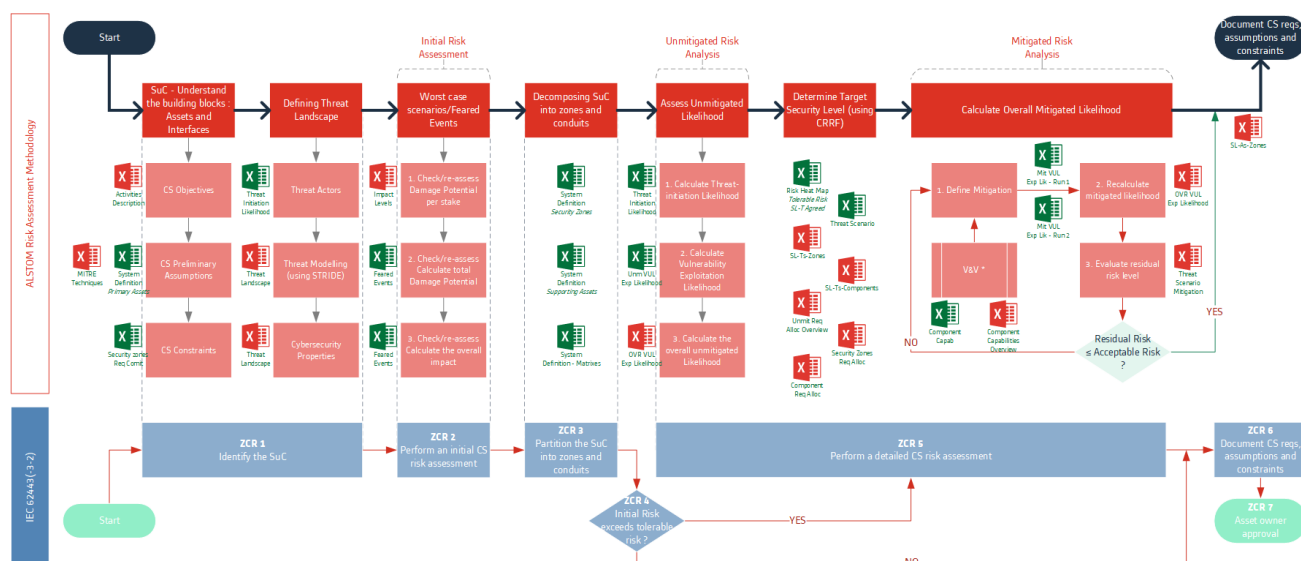 ALSTOM Risk Assessment Methodology
Start
Initial Risk
Assessment
Unmitigated Risk
Analysis
Mitigated Risk
Analysis
Document CS reqs,
assumptions and
constraints
SuC - Understand
the building blocks :
Assets and
Interfaces
Defining Threat
Landscape
Worst case
scenarios/Feared
Events
Decomposing SuC
into zones and
conduits
Assess Unmitigated
Likelihood
Determine Target
Security Level (using
CRRF)
Calculate Overall Mitigated Likelihood
SL-As-Zones
Activities
Description
CS Objectives
Threat
Initiation
Likelihood
Threat Actors
Impact
Levels
1. Check/re-assess
Damage Potential
per stake
System
Definition
Security Zones
Threat
Initiation.
Likelihood
1. Calculate Threat-
initiation Likelihood
Risk Heat Map
Tolerable Risk
SL-T Agreed
Threat Scenario
1. Define Mitigation
Mit VUL
Exp Lik - Run1
Mit VUL
Exp Lik - Run2
2. Recalculate
mitigated likelihood
OVR VUL
Exp Likelihood
MITRE
Techniques
System
Definition
Primary Assets
CS Preliminary
Assumptions
Threat
Landscape
Threat Modelling
(using STRIDE)
Feared
Events
2. Check/re-assess
Calculate total
Damage Potential
System
Definition
Supporting Assets
Unm VUL
Exp Likelihood
2. Calculate
Vulnerability
Exploitation
Likelihood
SL-Ts-Zones
SL-Ts-Components
V&V *
3. Evaluate residual
risk level
Threat
Scenario
Mitigation
Security zones
Req Comt
CS Constraints
Threat
Landscape
Cybersecurity
Properties
Feared
Events
3. Check/re-assess
Calculate the overall
impact
System
Definition - Matrives
OVR VUL
Exp Likelihood
3. Calculate the
overall unmitigated
Likelihood
Unmit Req
Alloc Overview
Security Zones
Req Alloc
Component
Req Alloc
Component
Capab
Component
Capabilities
Overview
NO
Residual Risk
≤ Acceptable Risk
?
YES
IEC 62443(-3-2)
Start
ZCR 1
Identify the SuC
ZCR 2
Perform an initial CS
risk assessment
ZCR 3
Partition the SuC
into zones and
conduits
ZCR 4
Initial Risk
exceeds tolerable
risk ?
YES
NO
ZCR 5
Perform a detailed CS risk assessment
ZCR 6
Document CS reqs,
assumptions and
constraints
ZCR 7
Asset owner
approval